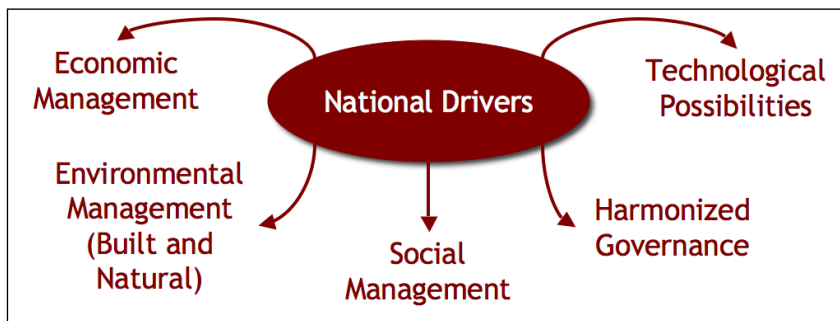 National Drivers
Economic
Management
Technological
Possibilities
Environmental
Management
(Built and
Natural)
Social
Management
Harmonized
Governance